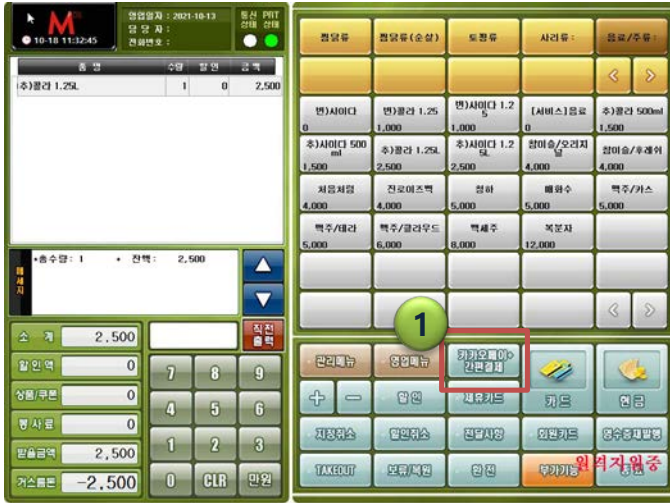 M
10-18 11:32:45
영업일자 : 2021-10-13
담 당 자 :
전화번호 :
통신 PRT
상태 상태
품 명 수량 할 인 금 액
추)콜라 1.25L 1 0 2,500
메세지
*총수량: 1 * 잔액: 2,500
소 계 2,500
할 인 액 0
상품/쿠폰 0
봉 사 료 0
받을금액 2,500
거스름돈 -2,500
직전
출력
7 8 9
4 5 6
1 2 3
0 CLR 만원
찜닭류 찜닭류(순살) 토핑류 사리류: 음료/주류:
변)사이다 변)콜라 1.25 변)사이다 1.25 [서비스]음료 추)콜라 500ml
0 1,000 1,000 0 1,500
추)사이다 500ml 추)콜라 1.25L 추)사이다 1.25L 참이슬/오리지널 참이슬/후레쉬
1,500 2,500 2,500 4,000 4,000
처음처럼 진로이즈백 청하 매화수 맥주/카스
4,000 4,000 5,000 5,000 5,000
맥주/테라 맥주/클라우드 백세주 복분자
5,000 6,000 8,000 12,000
1
관리메뉴 영업메뉴 카카오페이+
간편결제
+ - 할 인 제휴카드 카 드 현 금
지정취소 할인취소 전달사항 회원카드 영수증재발행
TAKEOUT 보류/복원 환 전 부가기능
원격지원중